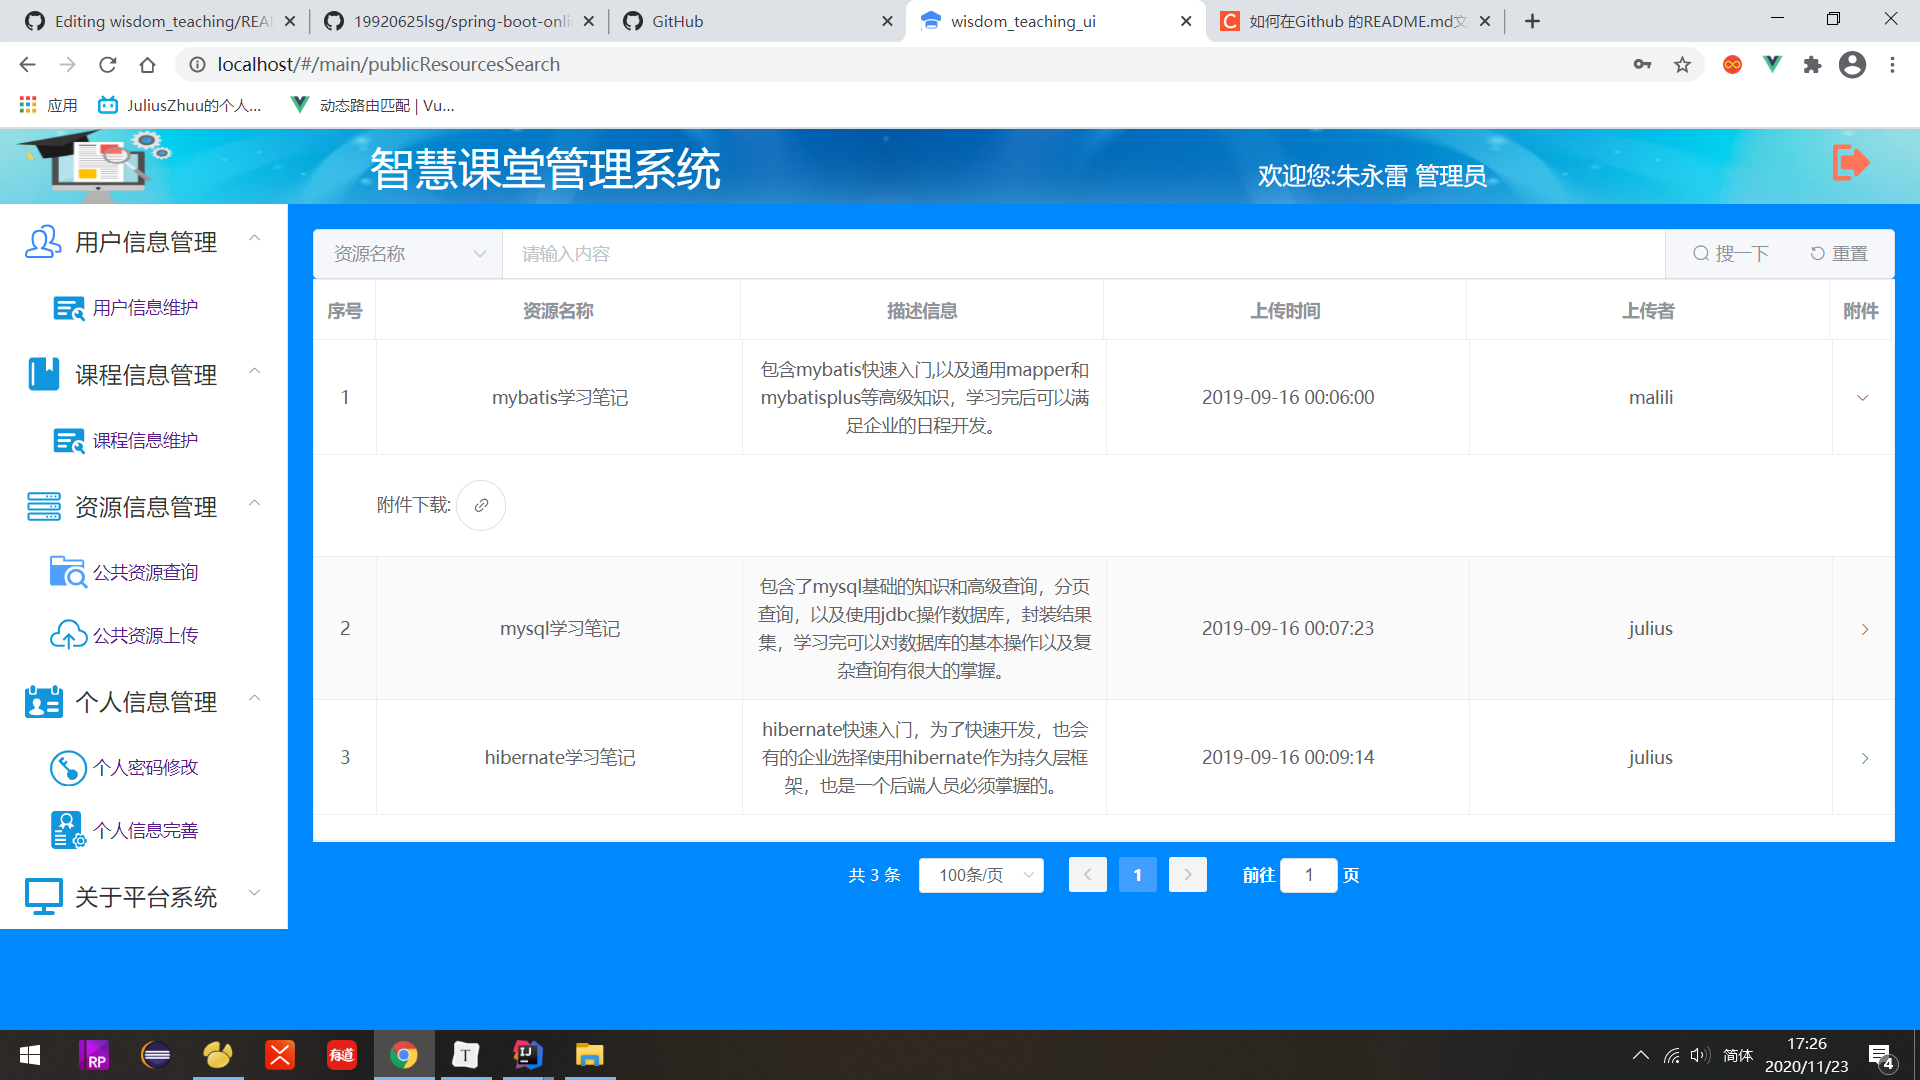 Editing wisdom_teaching/REA
19920625lsg/spring-boot-onli
GitHub
wisdom_teaching_ui
如何在Github 的README.md文
localhost/#/main/publicResourcesSearch
应用
JuliusZhuu的个人...
动态路由匹配 | Vu...
智慧课堂管理系统
欢迎您:朱永雷 管理员
用户信息管理
用户信息维护
课程信息管理
课程信息维护
资源信息管理
公共资源查询
公共资源上传
个人信息管理
个人密码修改
个人信息完善
关于平台系统
资源名称
请输入内容
搜一下
重置
序号 资源名称 描述信息 上传时间 上传者 附件
1
mybatis学习笔记
包含mybatis快速入门,以及通用mapper和
mybatisplus等高级知识，学习完后可以满
足企业的日程开发。
2019-09-16 00:06:00
malili
附件下载:
2
mysql学习笔记
包含了mysql基础的知识和高级查询，分页
查询，以及使用jdbc操作数据库，封装结果
集，学习完可以对数据库的基本操作以及复
杂查询有很大的掌握。
2019-09-16 00:07:23
julius
3
hibernate学习笔记
hibernate快速入门，为了快速开发，也会
有的企业选择使用hibernate作为持久层框
架，也是一个后端人员必须掌握的。
2019-09-16 00:09:14
julius
共 3 条
100条/页
1
前往 1 页
RP
有道
T
IJ
简体
17:26
2020/11/23
4